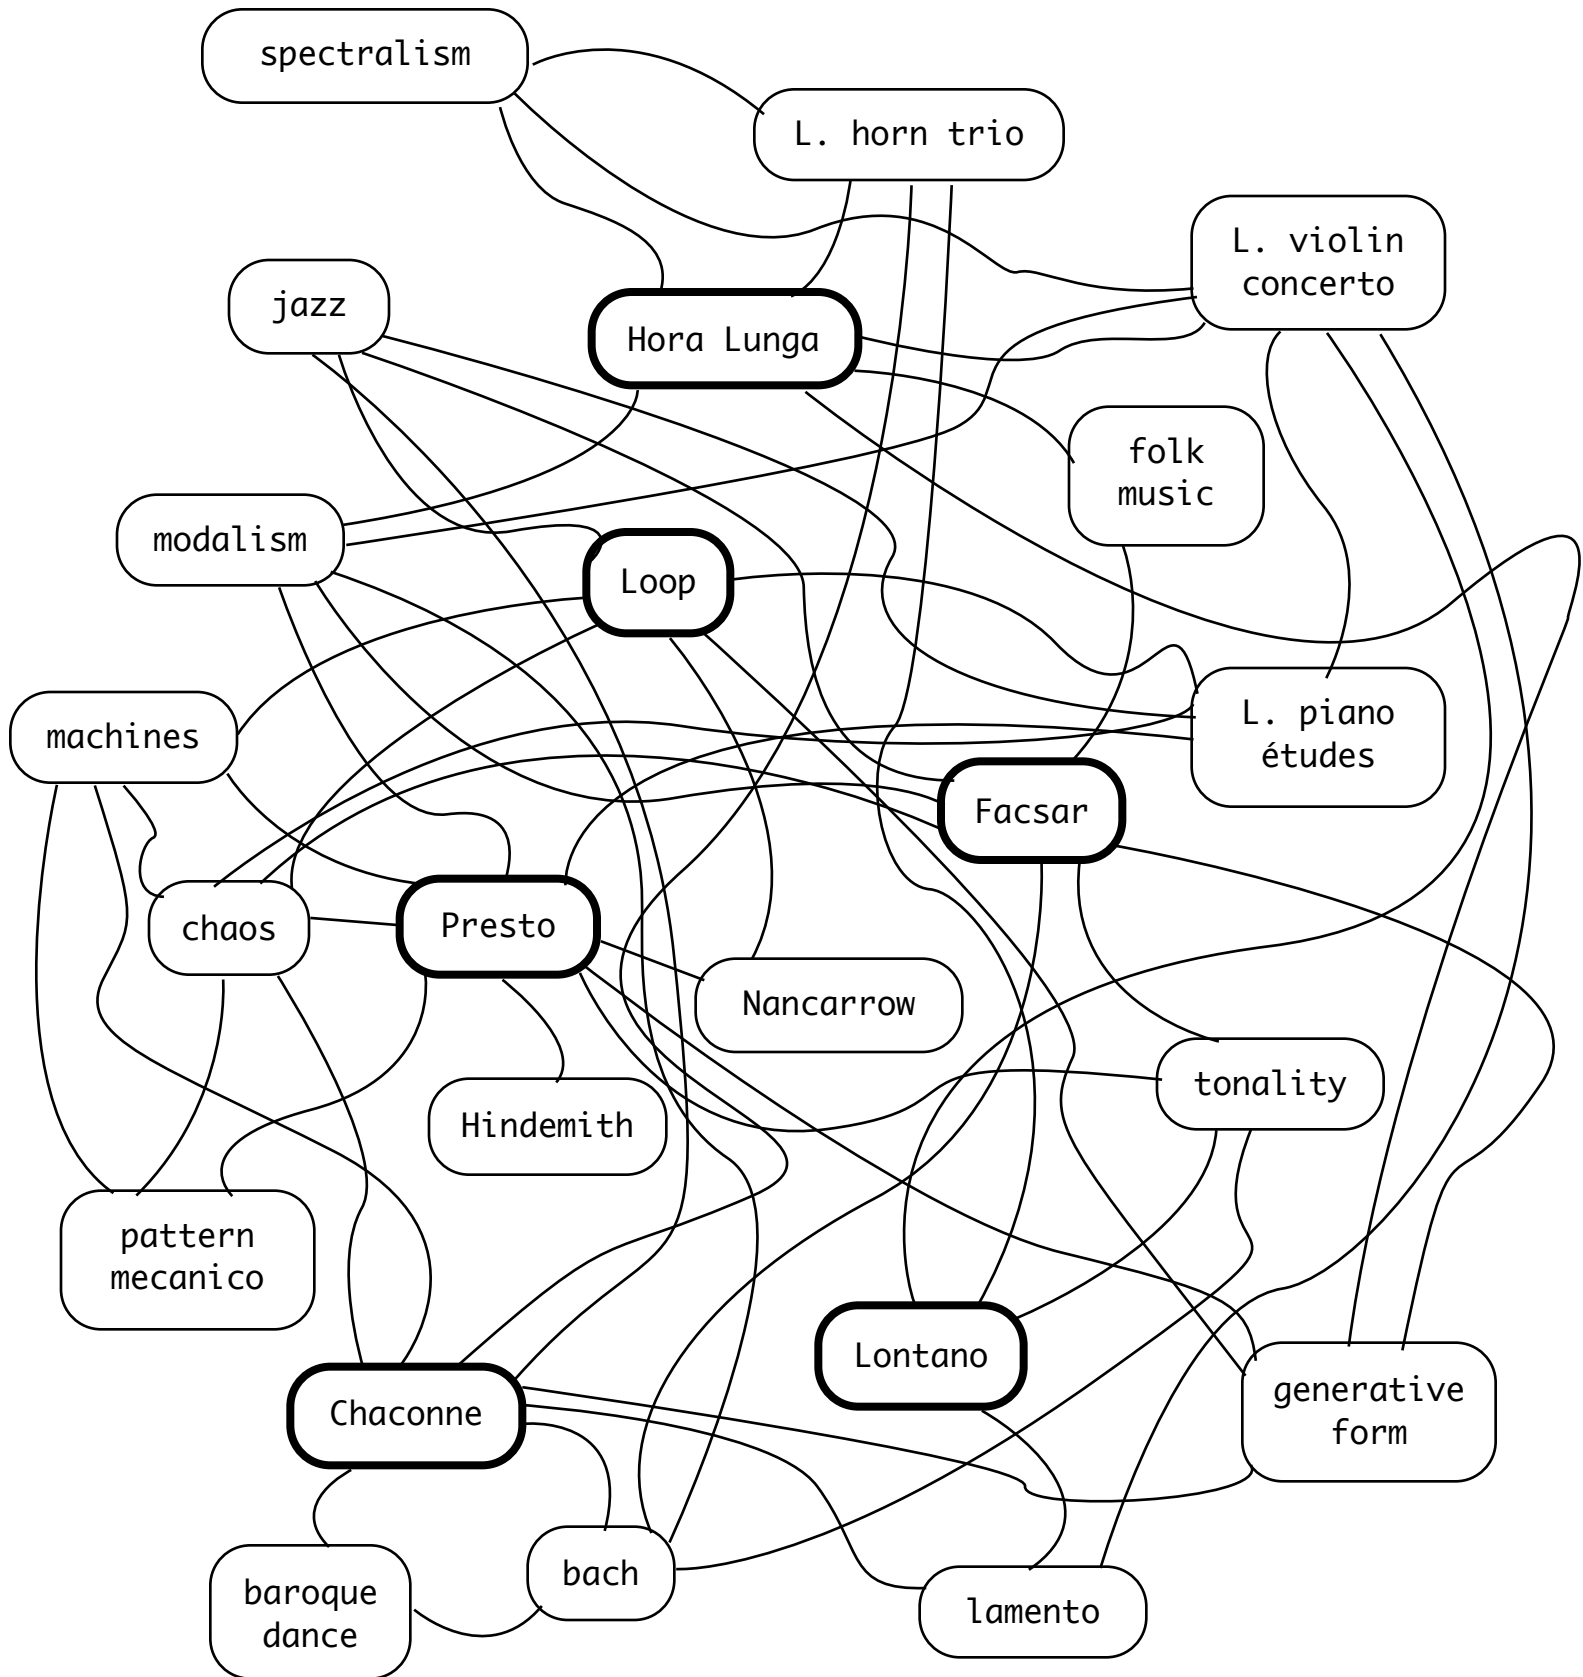 spectralism
L. horn trio
L. violin
concerto
jazz
Hora Lunga
folk
music
modalism
Loop
machines
L. piano
études
Facsar
chaos
Presto
Nancarrow
tonality
Hindemith
pattern
mecanico
Lontano
generative
form
Chaconne
bach
baroque
dance
lamento